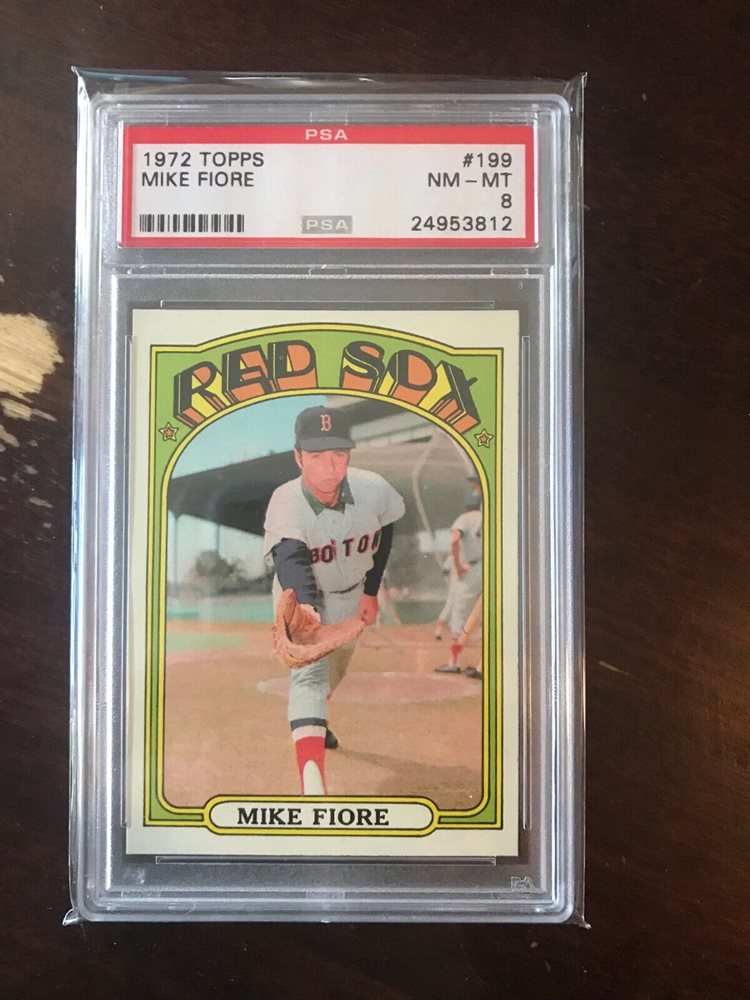 PSA
1972 TOPPS #199
MIKE FIORE NM-MT
8
PSA 24953812
RED SOX
B
BOSTON
MIKE FIORE